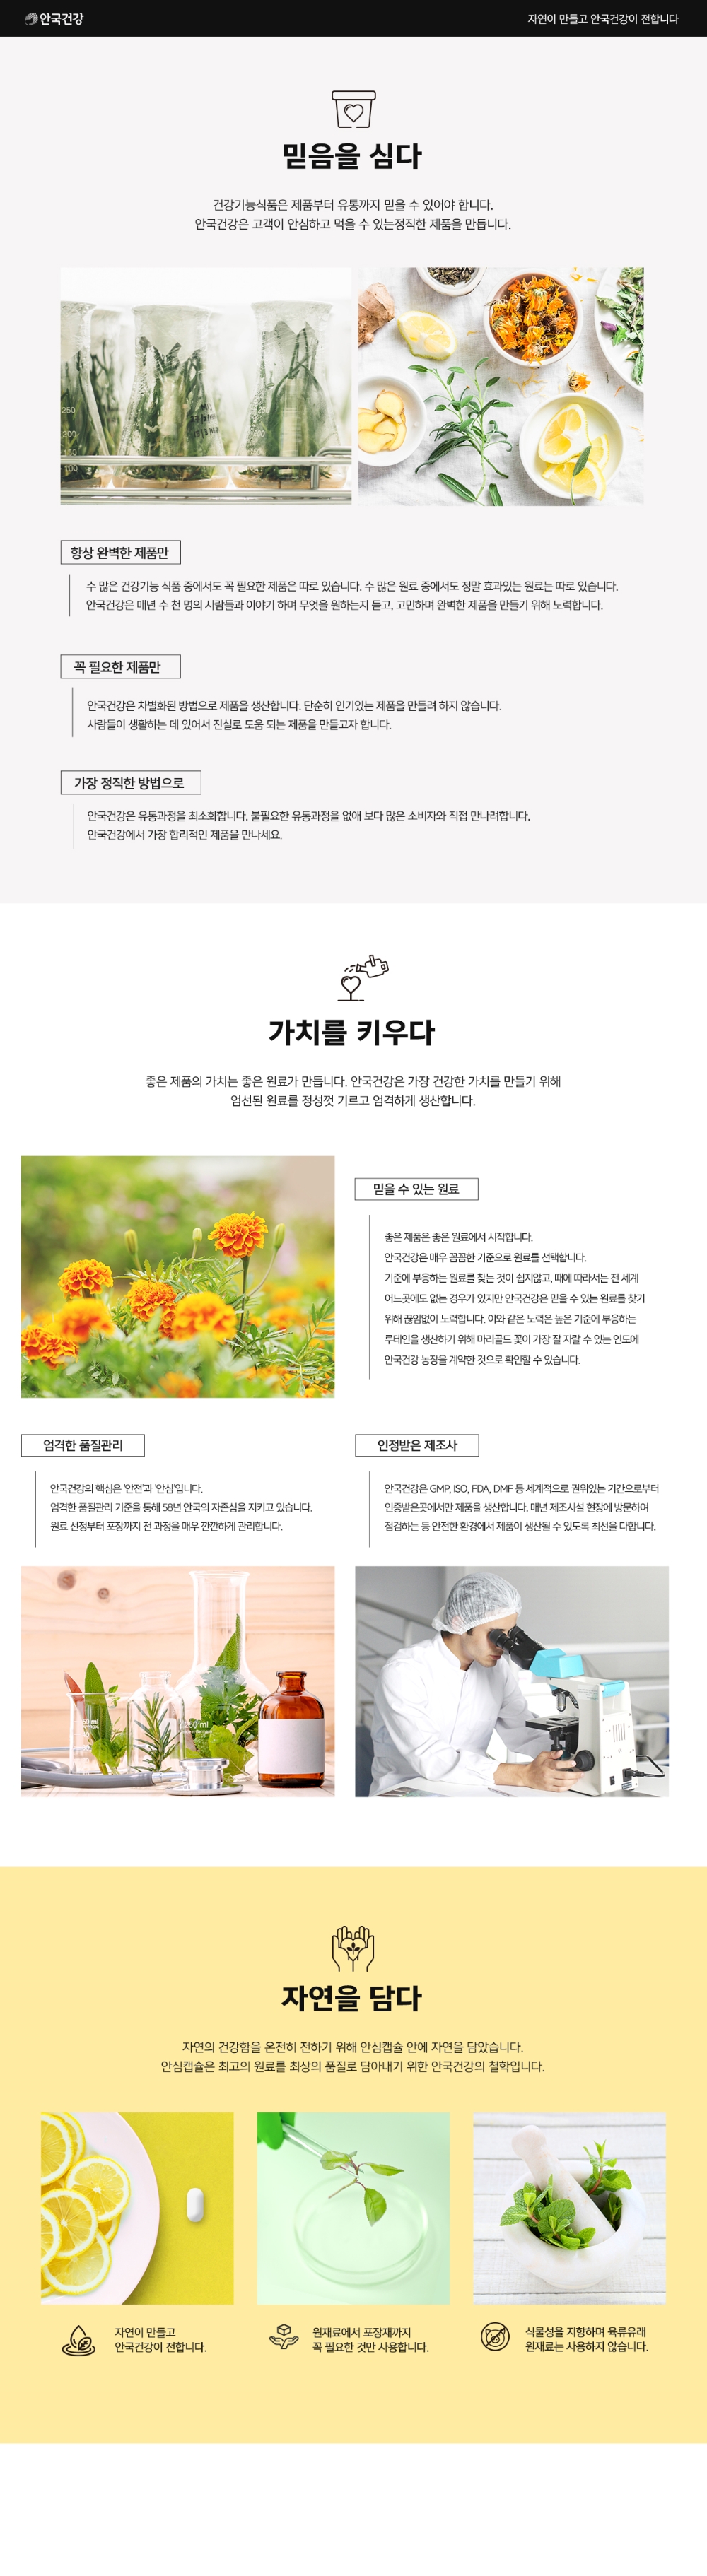 안국건강
자연이 만들고 안국건강이 전합니다
믿음을 심다
건강기능식품은 제품부터 유통까지 믿을 수 있어야 합니다.
안국건강은 고객이 안심하고 먹을 수 있는정직한 제품을 만듭니다.
250
200
100
200
항상 완벽한 제품만
수 많은 건강기능 식품 중에서도 꼭 필요한 제품은 따로 있습니다. 수 많은 원료 중에서도 정말 효과있는 원료는 따로 있습니다.
안국건강은 매년 수 천 명의 사람들과 이야기 하며 무엇을 원하는지 듣고, 고민하며 완벽한 제품을 만들기 위해 노력합니다.
꼭 필요한 제품만
안국건강은 차별화된 방법으로 제품을 생산합니다. 단순히 인기있는 제품을 만들려 하지 않습니다.
사람들이 생활하는 데 있어서 진실로 도움 되는 제품을 만들고자 합니다.
가장 정직한 방법으로
안국건강은 유통과정을 최소화합니다. 불필요한 유통과정을 없애 보다 많은 소비자와 직접 만나려합니다.
안국건강에서 가장 합리적인 제품을 만나세요.
가치를 키우다
좋은 제품의 가치는 좋은 원료가 만듭니다. 안국건강은 가장 건강한 가치를 만들기 위해
엄선된 원료를 정성껏 기르고 엄격하게 생산합니다.
믿을 수 있는 원료
좋은 제품은 좋은 원료에서 시작합니다.
안국건강은 매우 꼼꼼한 기준으로 원료를 선택합니다.
기준에 부응하는 원료를 찾는 것이 쉽지않고, 때에 따라서는 전 세계
어느곳에도 없는 경우가 있지만 안국건강은 믿을 수 있는 원료를 찾기
위해 끊임없이 노력합니다. 이와 같은 노력은 높은 기준에 부응하는
루테인을 생산하기 위해 마리골드 꽃이 가장 잘 자랄 수 있는 인도에
안국건강 농장을 계약한 것으로 확인할 수 있습니다.
엄격한 품질관리
안국건강의 핵심은 '안전'과 '안심'입니다.
엄격한 품질관리 기준을 통해 58년 안국의 자존심을 지키고 있습니다.
원료 선정부터 포장까지 전 과정을 매우 깐깐하게 관리합니다.
인정받은 제조사
안국건강은 GMP, ISO, FDA, DMF 등 세계적으로 권위있는 기간으로부터
인증받은곳에서만 제품을 생산합니다. 매년 제조시설 현장에 방문하여
점검하는 등 안전한 환경에서 제품이 생산될 수 있도록 최선을 다합니다.
250 ml
자연을 담다
자연의 건강함을 온전히 전하기 위해 안심캡슐 안에 자연을 담았습니다.
안심캡슐은 최고의 원료를 최상의 품질로 담아내기 위한 안국건강의 철학입니다.
자연이 만들고
안국건강이 전합니다.
원재료에서 포장재까지
꼭 필요한 것만 사용합니다.
식물성을 지향하며 육류유래
원재료는 사용하지 않습니다.